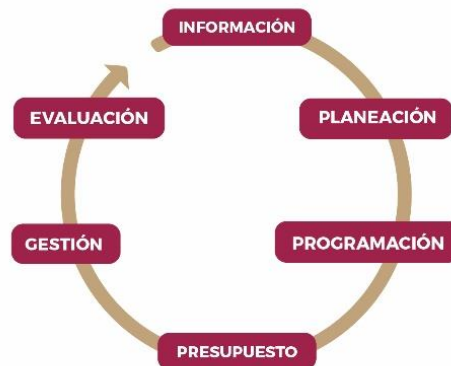 INFORMACIÓN
PLANEACIÓN
PROGRAMACIÓN
PRESUPUESTO
GESTIÓN
EVALUACIÓN